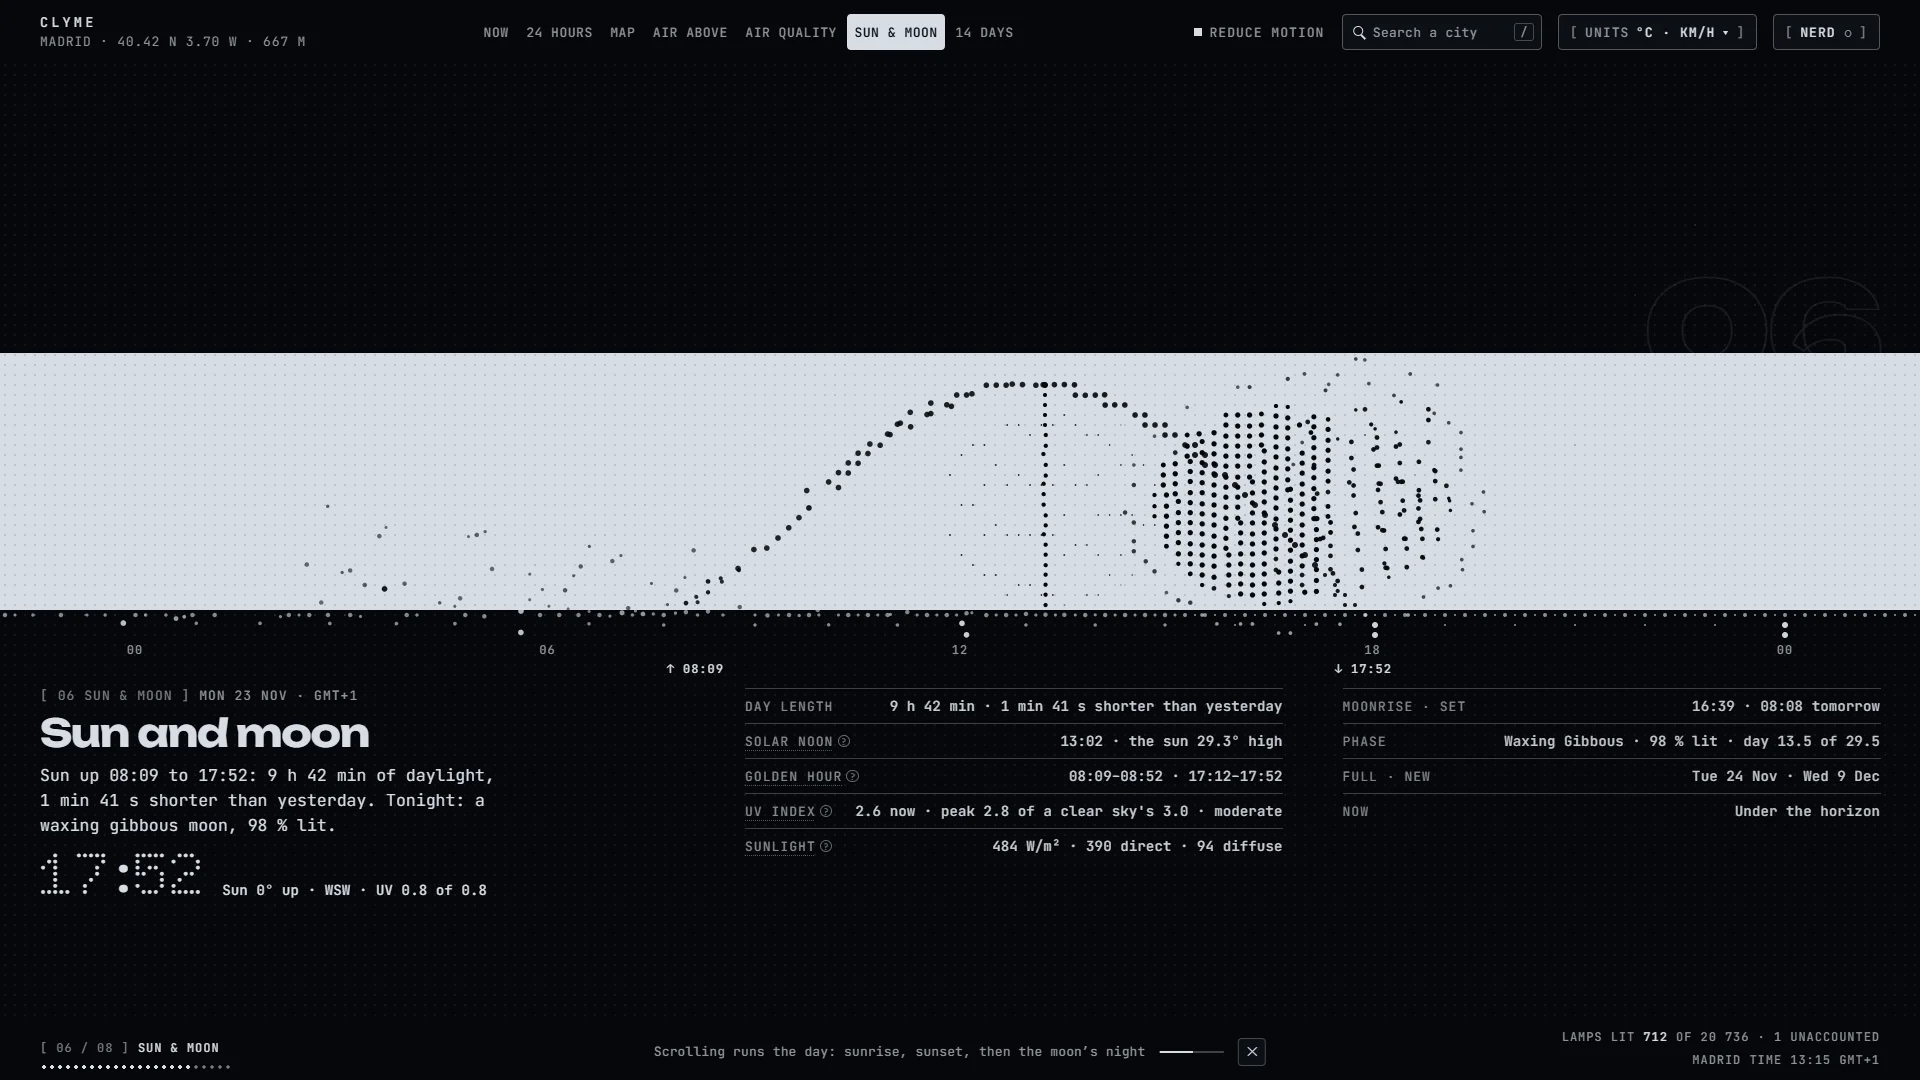 CLYME
MADRID · 40.42 N 3.70 W · 667 M
NOW 24 HOURS MAP AIR ABOVE AIR QUALITY SUN & MOON 14 DAYS
REDUCE MOTION
Search a city /
[ UNITS °C · KM/H ▾ ]
[ NERD ○ ]
06
00 06 12 18 00
↑ 08:09 ↓ 17:52
[ 06 SUN & MOON ] MON 23 NOV · GMT+1
Sun and moon
Sun up 08:09 to 17:52: 9 h 42 min of daylight,
1 min 41 s shorter than yesterday. Tonight: a
waxing gibbous moon, 98 % lit.
17:52 Sun 0° up · WSW · UV 0.8 of 0.8
DAY LENGTH 9 h 42 min · 1 min 41 s shorter than yesterday
SOLAR NOON ? 13:02 · the sun 29.3° high
GOLDEN HOUR ? 08:09–08:52 · 17:12–17:52
UV INDEX ? 2.6 now · peak 2.8 of a clear sky's 3.0 · moderate
SUNLIGHT ? 484 W/m² · 390 direct · 94 diffuse
MOONRISE · SET 16:39 · 08:08 tomorrow
PHASE Waxing Gibbous · 98 % lit · day 13.5 of 29.5
FULL · NEW Tue 24 Nov · Wed 9 Dec
NOW Under the horizon
[ 06 / 08 ] SUN & MOON
Scrolling runs the day: sunrise, sunset, then the moon’s night
LAMPS LIT 712 OF 20 736 · 1 UNACCOUNTED
MADRID TIME 13:15 GMT+1